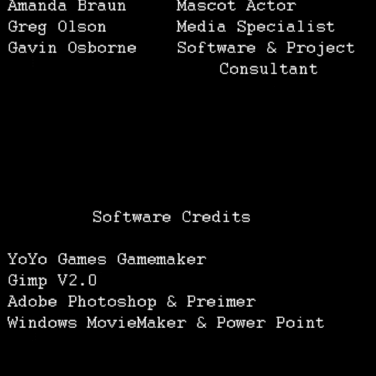 Amanda Braun Mascot Actor
Greg Olson Media Specialist
Gavin Osborne Software & Project
Consultant
Software Credits
YoYo Games Gamemaker
Gimp V2.0
Adobe Photoshop & Preimer
Windows MovieMaker & Power Point